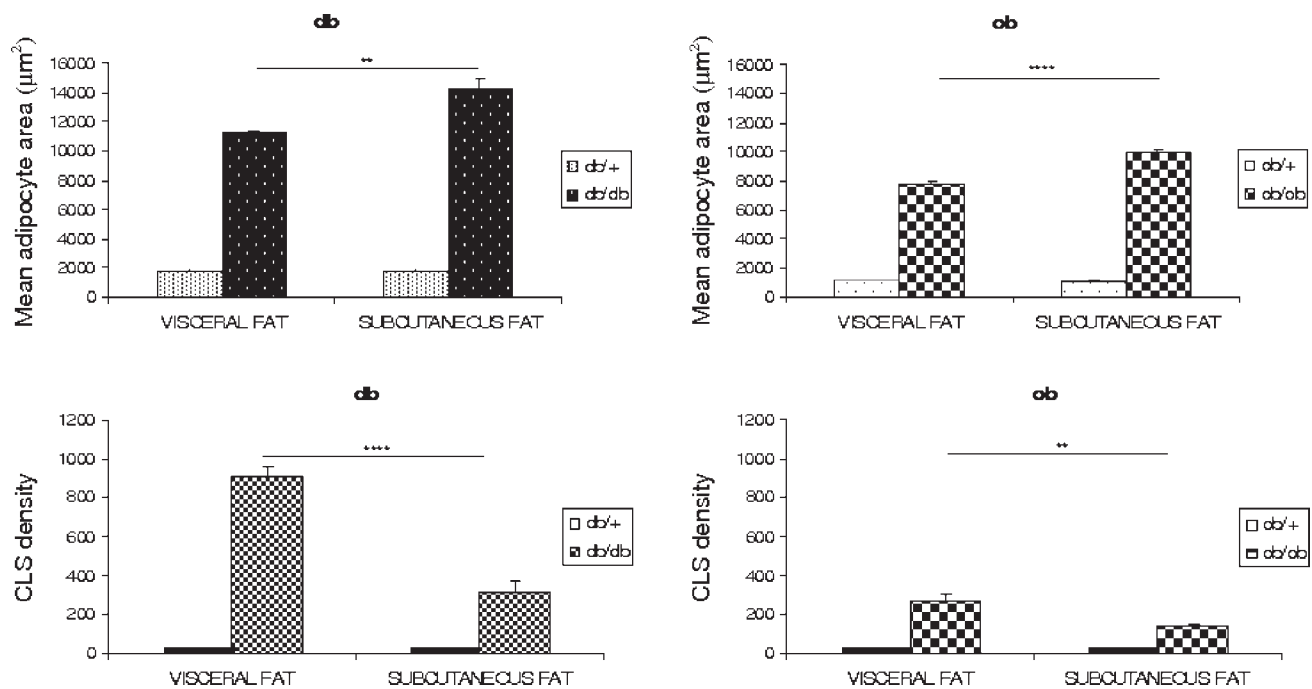 db
Mean adipocyte area (μm²)
16000
14000
12000
10000
8000
6000
4000
2000
0
**
VISCERAL FAT
SUBCUTANEOUS FAT
db/+
db/db
ob
Mean adipocyte area (μm²)
16000
14000
12000
10000
8000
6000
4000
2000
0
****
VISCERAL FAT
SUBCUTANEOUS FAT
ob/+
ob/ob
db
CLS density
1200
1000
800
600
400
200
0
****
VISCERAL FAT
SUBCUTANEOUS FAT
db/+
db/db
ob
CLS density
1200
1000
800
600
400
200
0
**
VISCERAL FAT
SUBCUTANEOUS FAT
ob/+
ob/ob